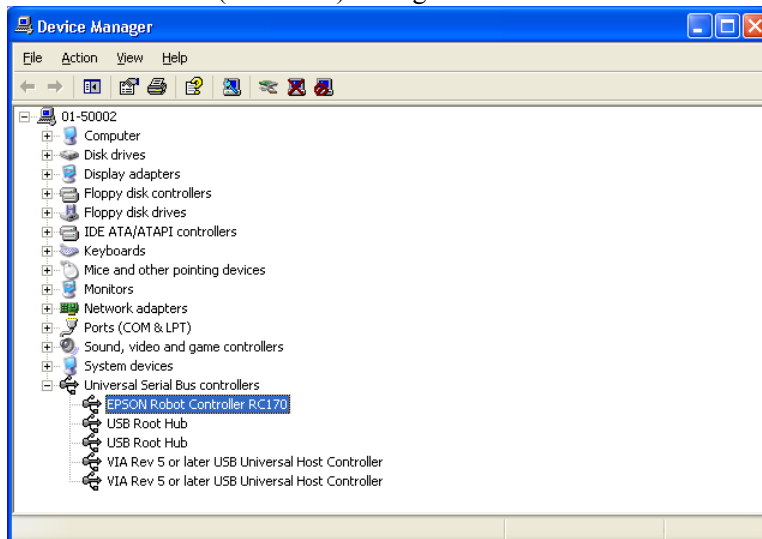 Device Manager
File Action View Help
01-50002
Computer
Disk drives
Display adapters
Floppy disk controllers
Floppy disk drives
IDE ATA/ATAPI controllers
Keyboards
Mice and other pointing devices
Monitors
Network adapters
Ports (COM & LPT)
Sound, video and game controllers
System devices
Universal Serial Bus controllers
EPSON Robot Controller RC170
USB Root Hub
USB Root Hub
VIA Rev 5 or later USB Universal Host Controller
VIA Rev 5 or later USB Universal Host Controller